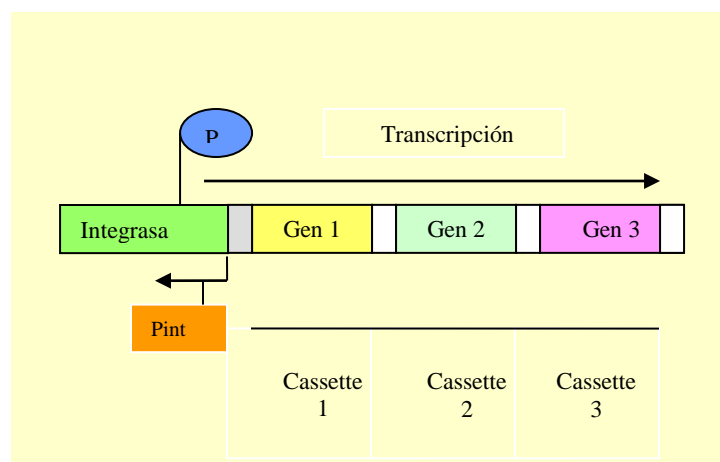 P
Transcripción
Integrasa
Gen 1
Gen 2
Gen 3
Pint
Cassette
1
Cassette
2
Cassette
3